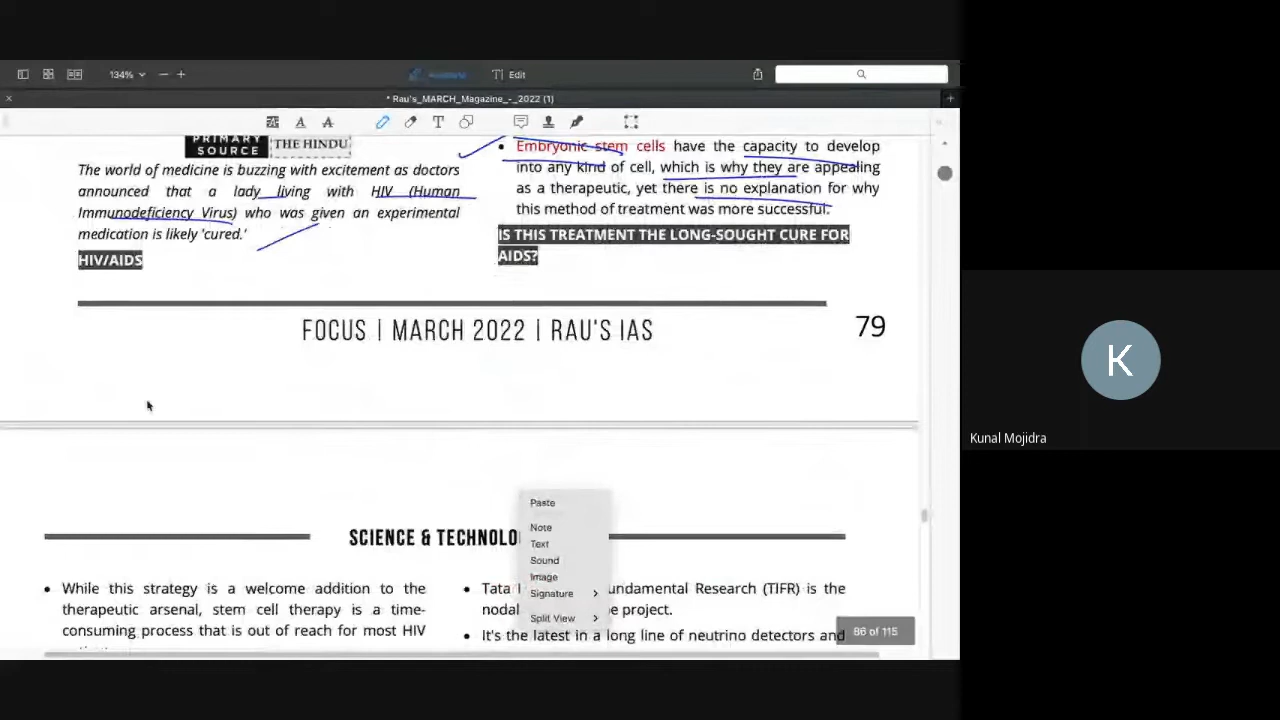 134%
Edit
* Rau's_MARCH_Magazine_-_2022 (1)
PRIMARY
SOURCE
THE HINDU
The world of medicine is buzzing with excitement as doctors
announced that a lady living with HIV (Human
Immunodeficiency Virus) who was given an experimental
medication is likely 'cured.'
HIV/AIDS
• Embryonic stem cells have the capacity to develop
into any kind of cell, which is why they are appealing
as a therapeutic, yet there is no explanation for why
this method of treatment was more successful.
IS THIS TREATMENT THE LONG-SOUGHT CURE FOR
AIDS?
FOCUS | MARCH 2022 | RAU'S IAS
79
SCIENCE & TECHNOLO
• While this strategy is a welcome addition to the
therapeutic arsenal, stem cell therapy is a time-
consuming process that is out of reach for most HIV
• Tata
undamental Research (TIFR) is the
nodal
e project.
• It's the latest in a long line of neutrino detectors and
Paste
Note
Text
Sound
Image
Signature
Split View
86 of 115
K
Kunal Mojidra